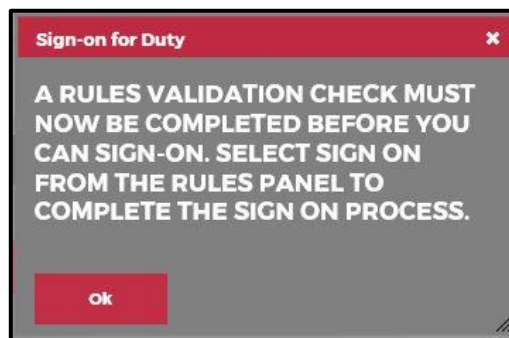 Sign-on for Duty
A RULES VALIDATION CHECK MUST
NOW BE COMPLETED BEFORE YOU
CAN SIGN-ON. SELECT SIGN ON
FROM THE RULES PANEL TO
COMPLETE THE SIGN ON PROCESS.
Ok